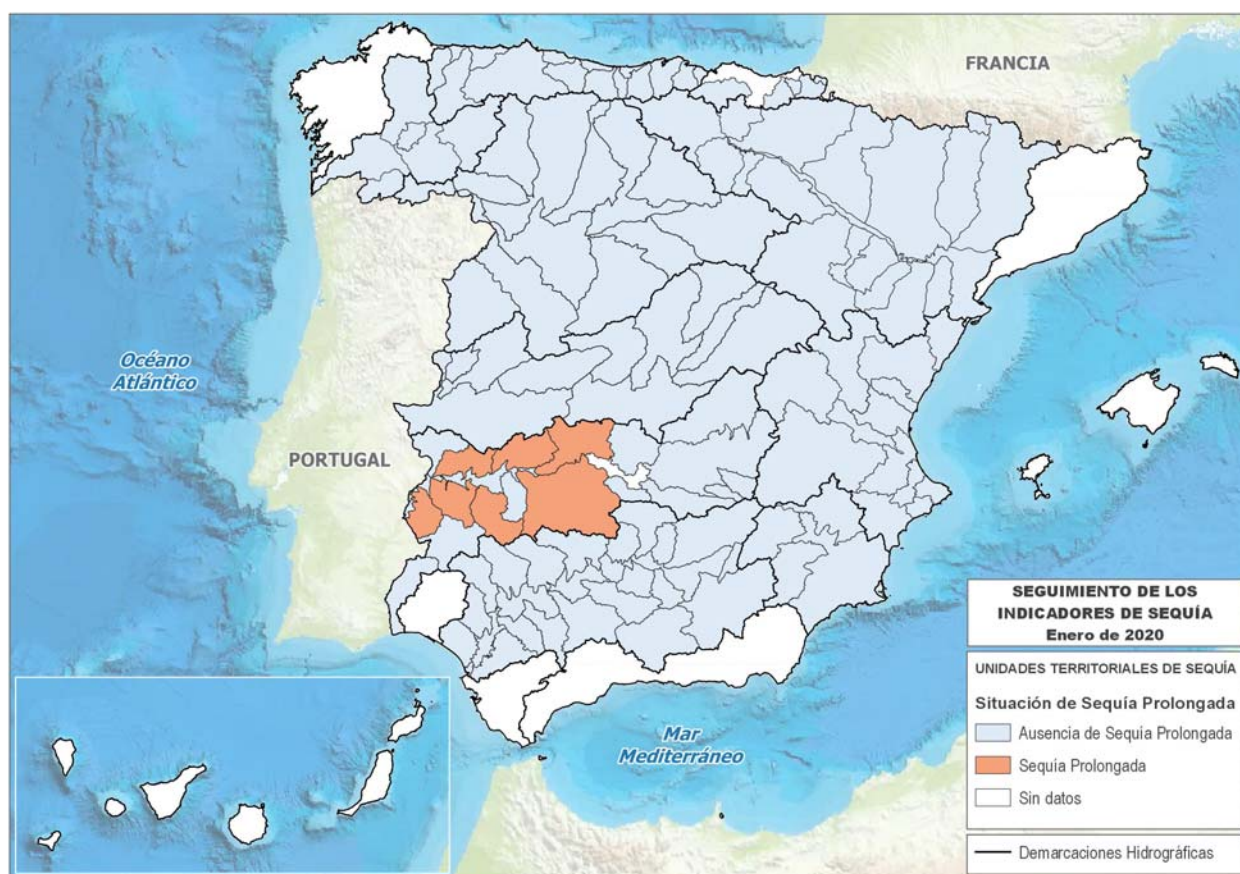 FRANCIA
Océano
Atlántico
PORTUGAL
Mar
Mediterráneo
SEGUIMIENTO DE LOS
INDICADORES DE SEQUÍA
Enero de 2020
UNIDADES TERRITORIALES DE SEQUÍA
Situación de Sequía Prolongada
Ausencia de Sequía Prolongada
Sequía Prolongada
Sin datos
Demarcaciones Hidrográficas